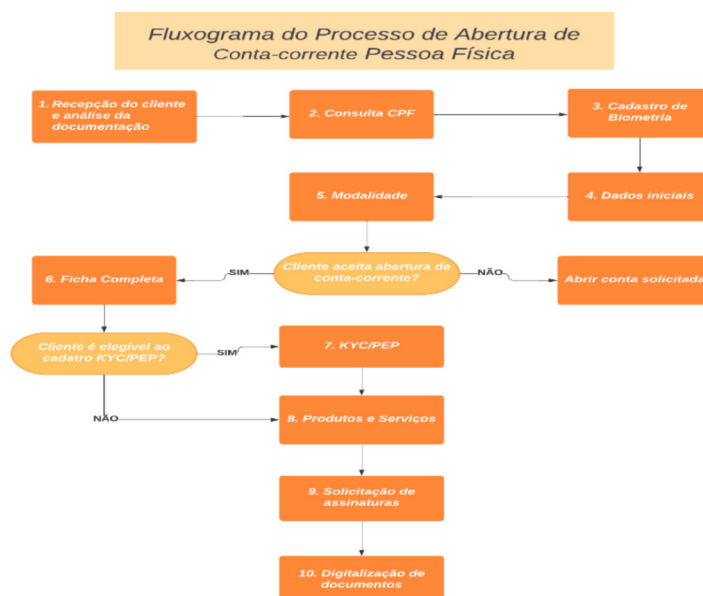 Fluxograma do Processo de Abertura de
Conta-corrente Pessoa Física
1. Recepção do cliente
e análise da
documentação
2. Consulta CPF
3. Cadastro de
Biometria
5. Modalidade
4. Dados iniciais
6. Ficha Completa
SIM
Cliente aceita abertura de
conta-corrente?
NÃO
Abrir conta solicitada
Cliente é elegível ao
cadatro KYC/PEP?
SIM
7. KYC/PEP
NÃO
8. Produtos e Serviços
9. Solicitação de
assinaturas
10. Digitalização de
documentos